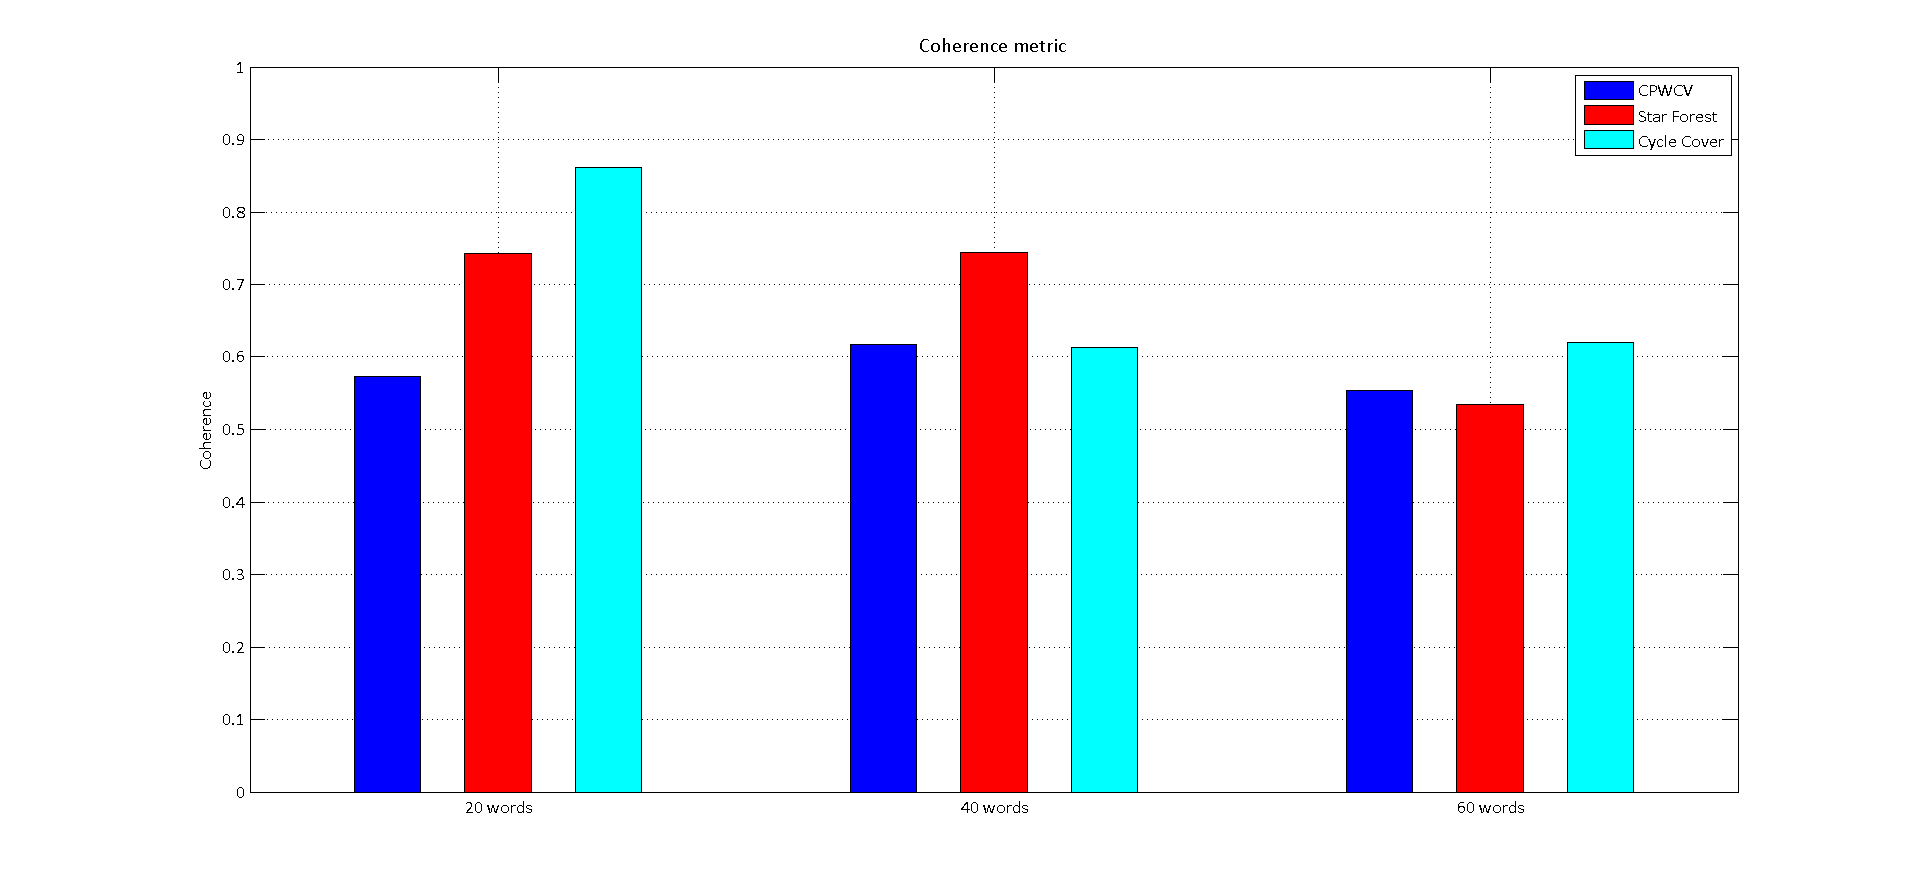 Coherence metric
1
0.9
0.8
0.7
0.6
0.5
0.4
0.3
0.2
0.1
0
Coherence
CPWCV
Star Forest
Cycle Cover
20 words
40 words
60 words